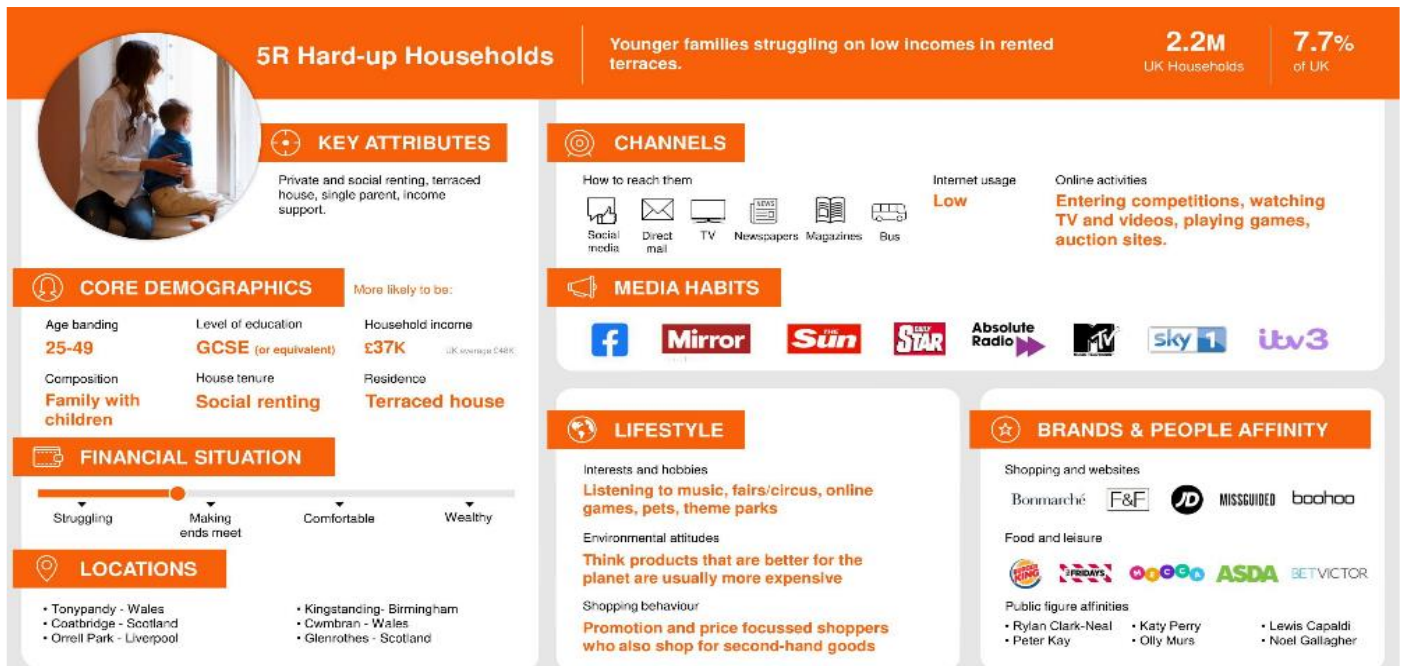 5R Hard-up Households
Younger families struggling on low incomes in rented
terraces.
2.2M
UK Households
7.7%
of UK
KEY ATTRIBUTES
Private and social renting, terraced
house, single parent, income
support.
CORE DEMOGRAPHICS
More likely to be:
Age banding
25-49
Level of education
GCSE (or equivalent)
Household income
£37K
UK average £48K
Composition
Family with
children
House tenure
Social renting
Residence
Terraced house
FINANCIAL SITUATION
Struggling
Making
ends meet
Comfortable
Wealthy
LOCATIONS
• Tonypandy - Wales
• Coatbridge - Scotland
• Orrell Park - Liverpool
• Kingstanding- Birmingham
• Cwmbran - Wales
• Glenrothes - Scotland
CHANNELS
How to reach them
Social
media
Direct
mail
TV
NEWS
Newspapers
Magazines
Bus
Internet usage
Low
Online activities
Entering competitions, watching
TV and videos, playing games,
auction sites.
MEDIA HABITS
f
Mirror
THE
Sun
DAILY
STAR
Absolute
Radio
MTV
sky 1
itv3
LIFESTYLE
Interests and hobbies
Listening to music, fairs/circus, online
games, pets, theme parks
Environmental attitudes
Think products that are better for the
planet are usually more expensive
Shopping behaviour
Promotion and price focussed shoppers
who also shop for second-hand goods
BRANDS & PEOPLE AFFINITY
Shopping and websites
Bonmarché
F&F
JD
MISSGUIDED
boohoo
Food and leisure
BURGER
KING
FRIDAYS
MECCA
ASDA
BETVICTOR
Public figure affinities
• Rylan Clark-Neal
• Peter Kay
• Katy Perry
• Olly Murs
• Lewis Capaldi
• Noel Gallagher